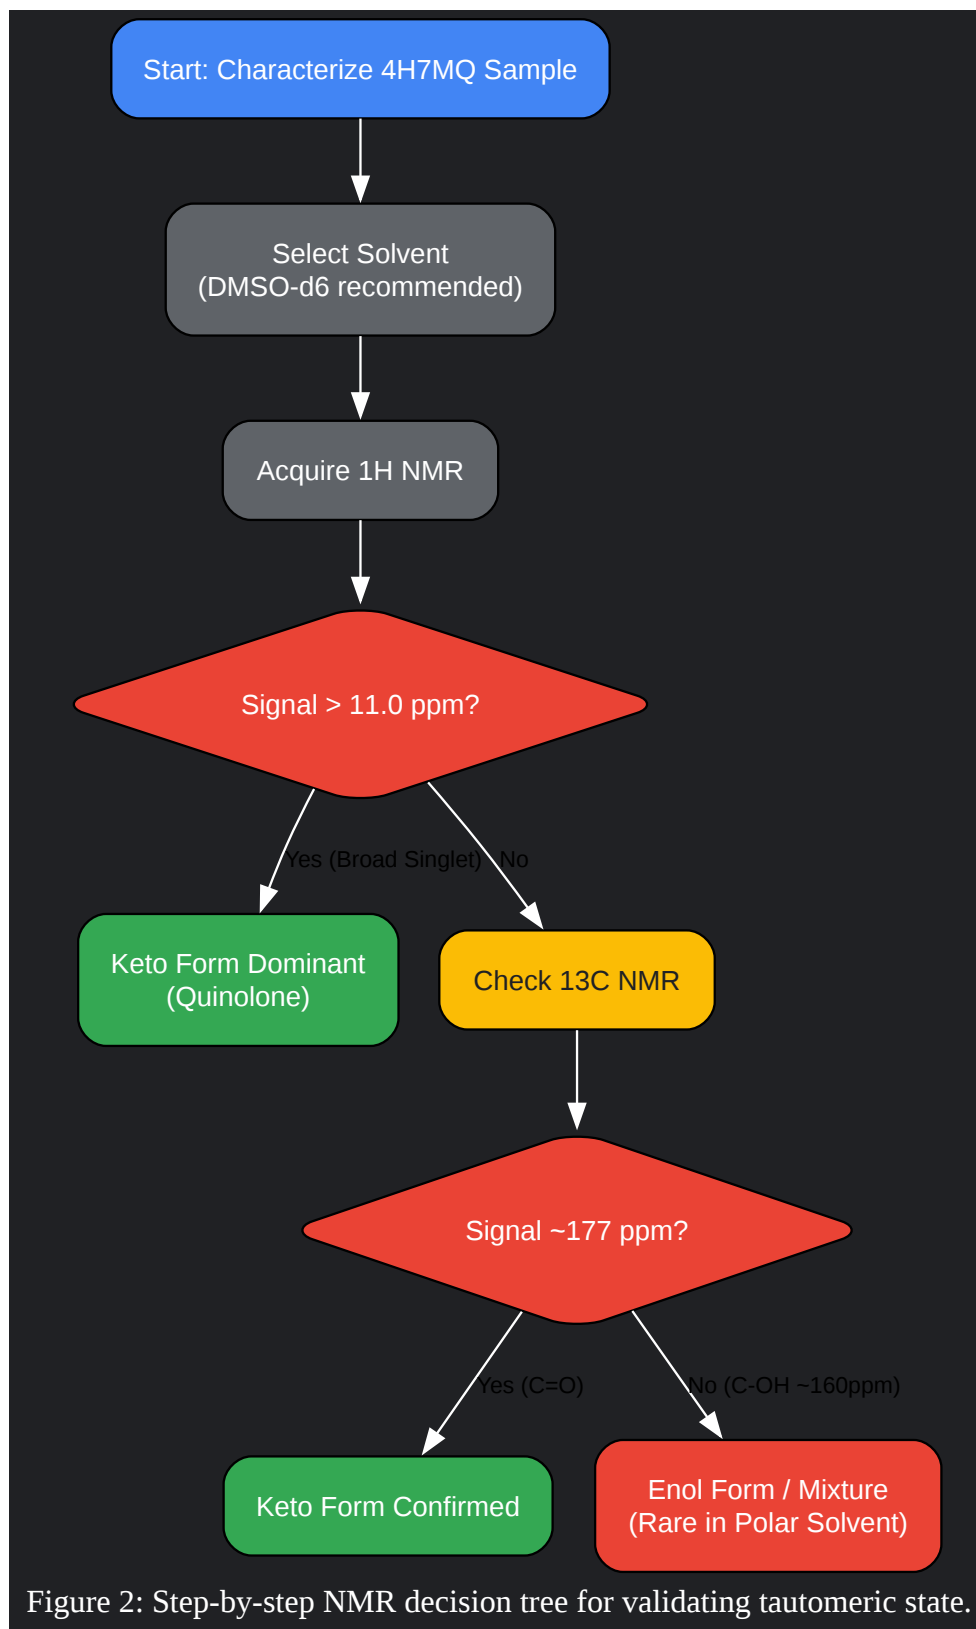 Start: Characterize 4H7MQ Sample
Select Solvent
(DMSO-d6 recommended)
Acquire 1H NMR
Signal > 11.0 ppm?
Yes (Broad Singlet)
No
Keto Form Dominant
(Quinolone)
Check 13C NMR
Signal ~177 ppm?
Yes (C=O)
No (C-OH ~160ppm)
Keto Form Confirmed
Enol Form / Mixture
(Rare in Polar Solvent)
Figure 2: Step-by-step NMR decision tree for validating tautomeric state.